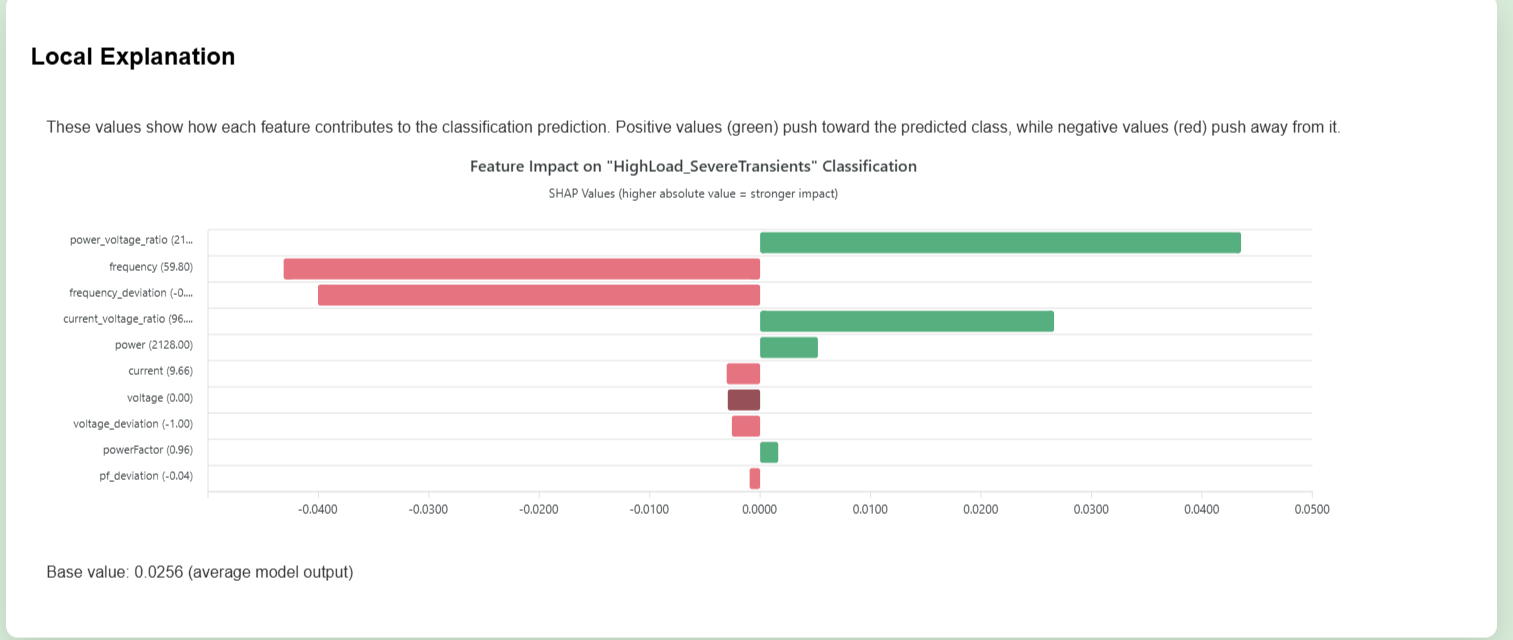 Local Explanation
These values show how each feature contributes to the classification prediction. Positive values (green) push toward the predicted class, while negative values (red) push away from it.
Feature Impact on "HighLoad_SevereTransients" Classification
SHAP Values (higher absolute value = stronger impact)
power_voltage_ratio (21...
frequency (59.80)
frequency_deviation (-0....
current_voltage_ratio (96....
power (2128.00)
current (9.66)
voltage (0.00)
voltage_deviation (-1.00)
powerFactor (0.96)
pf_deviation (-0.04)
-0.0400 -0.0300 -0.0200 -0.0100 0.0000 0.0100 0.0200 0.0300 0.0400 0.0500
Base value: 0.0256 (average model output)